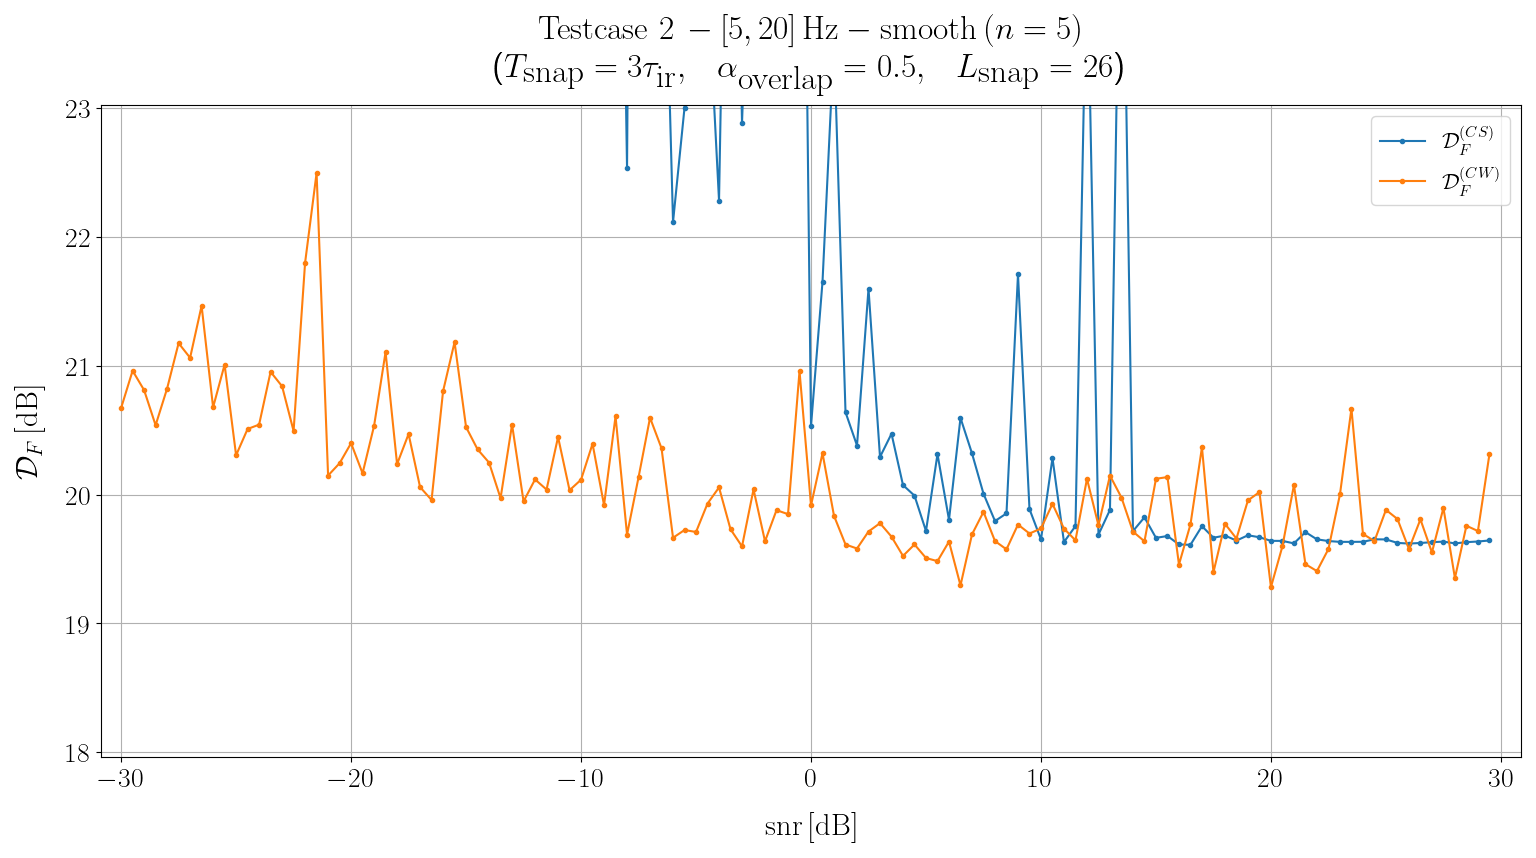 Testcase 2 − [5, 20] Hz − smooth (n = 5)
(T_snap = 3τ_ir, α_overlap = 0.5, L_snap = 26)
23
22
21
20
19
18
𝒟_F [dB]
−30
−20
−10
0
10
20
30
snr [dB]
𝒟_F^(CS)
𝒟_F^(CW)